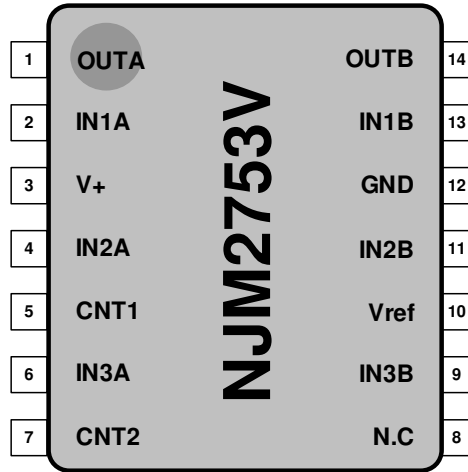 1 OUTA OUTB 14
2 IN1A IN1B 13
3 V+ GND 12
4 IN2A IN2B 11
5 CNT1 Vref 10
6 IN3A IN3B 9
7 CNT2 N.C 8
NJM2753V